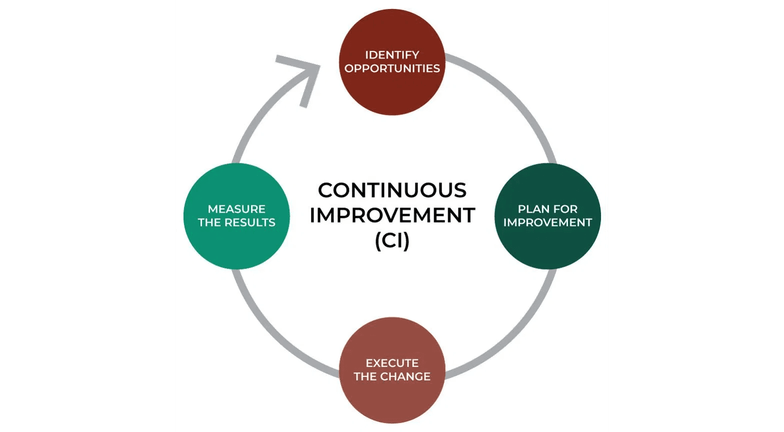 IDENTIFY
OPPORTUNITIES
CONTINUOUS
IMPROVEMENT
(CI)
PLAN FOR
IMPROVEMENT
EXECUTE
THE CHANGE
MEASURE
THE RESULTS